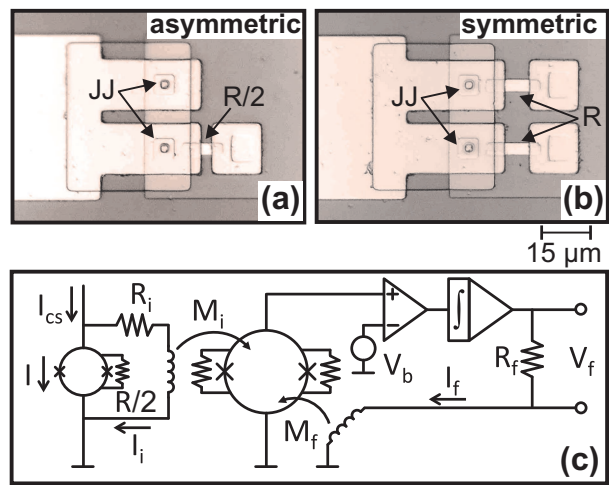 asymmetric
JJ
R/2
(a)
symmetric
JJ
R
(b)
15 μm
I_cs
R_i
M_i
I
R/2
I_i
M_f
+
−
V_b
∫
R_f
V_f
I_f
(c)